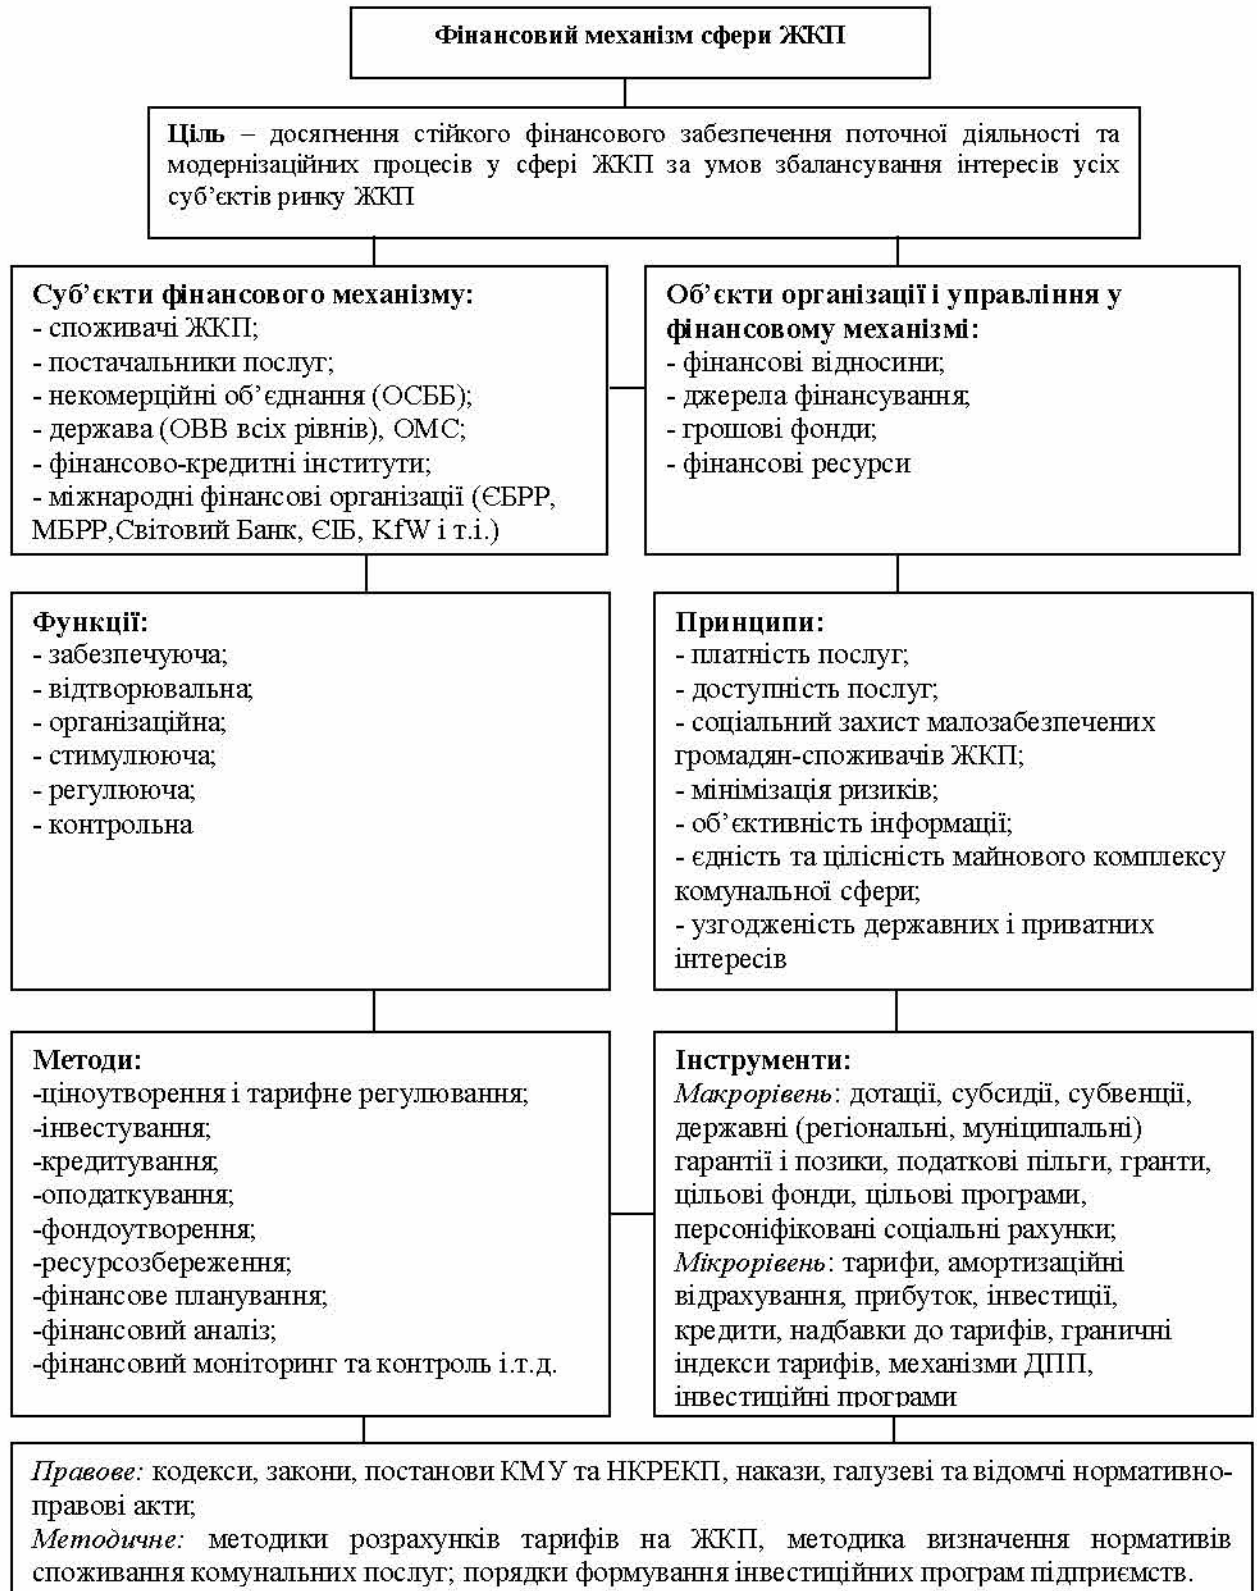 Фінансовий механізм сфери ЖКП
Ціль – досягнення стійкого фінансового забезпечення поточної діяльності та
модернізаційних процесів у сфері ЖКП за умов збалансування інтересів усіх
суб’єктів ринку ЖКП
Суб’єкти фінансового механізму:
- споживачі ЖКП;
- постачальники послуг;
- некомерційні об’єднання (ОСББ);
- держава (ОВВ всіх рівнів), ОМС;
- фінансово-кредитні інститути;
- міжнародні фінансові організації (ЄБРР,
МБРР,Світовий Банк, ЄІБ, KfW і т.і.)
Об’єкти організації і управління у
фінансовому механізмі:
- фінансові відносини;
- джерела фінансування;
- грошові фонди;
- фінансові ресурси
Функції:
- забезпечуюча;
- відтворювальна;
- організаційна;
- стимулююча;
- регулююча;
- контрольна
Принципи:
- платність послуг;
- доступність послуг;
- соціальний захист малозабезпечених
громадян-споживачів ЖКП;
- мінімізація ризиків;
- об’єктивність інформації;
- єдність та цілісність майнового комплексу
комунальної сфери;
- узгодженість державних і приватних
інтересів
Методи:
-ціноутворення і тарифне регулювання;
-інвестування;
-кредитування;
-оподаткування;
-фондоутворення;
-ресурсозбереження;
-фінансове планування;
-фінансовий аналіз;
-фінансовий моніторинг та контроль і.т.д.
Інструменти:
Макрорівень: дотації, субсидії, субвенції,
державні (регіональні, муніципальні)
гарантії і позики, податкові пільги, гранти,
цільові фонди, цільові програми,
персоніфіковані соціальні рахунки;
Мікрорівень: тарифи, амортизаційні
відрахування, прибуток, інвестиції,
кредити, надбавки до тарифів, граничні
індекси тарифів, механізми ДПП,
інвестиційні програми
Правове: кодекси, закони, постанови КМУ та НКРЕКП, накази, галузеві та відомчі нормативно-
правові акти;
Методичне: методики розрахунків тарифів на ЖКП, методика визначення нормативів
споживання комунальних послуг; порядки формування інвестиційних програм підприємств.